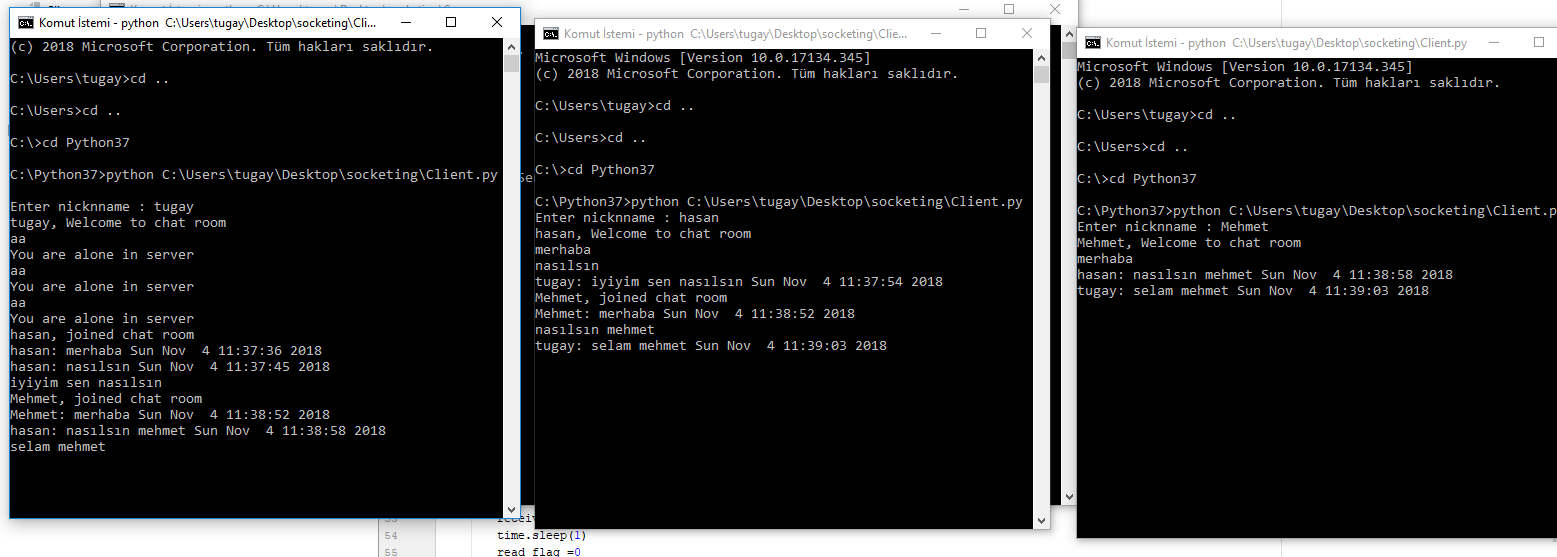 Komut İstemi - python C:\Users\tugay\Desktop\socketing\Clie...
(c) 2018 Microsoft Corporation. Tüm hakları saklıdır.
C:\Users\tugay>cd ..
C:\Users>cd ..
C:\>cd Python37
C:\Python37>python C:\Users\tugay\Desktop\socketing\Client.py
Enter nicknname : tugay
tugay, Welcome to chat room
aa
You are alone in server
aa
You are alone in server
aa
You are alone in server
hasan, joined chat room
hasan: merhaba Sun Nov  4 11:37:36 2018
hasan: nasılsın Sun Nov  4 11:37:45 2018
iyiyim sen nasılsın
Mehmet, joined chat room
Mehmet: merhaba Sun Nov  4 11:38:52 2018
hasan: nasılsın mehmet Sun Nov  4 11:38:58 2018
selam mehmet
Komut İstemi - python C:\Users\tugay\Desktop\socketing\Clie...
Microsoft Windows [Version 10.0.17134.345]
(c) 2018 Microsoft Corporation. Tüm hakları saklıdır.
C:\Users\tugay>cd ..
C:\Users>cd ..
C:\>cd Python37
C:\Python37>python C:\Users\tugay\Desktop\socketing\Client.py
Enter nicknname : hasan
hasan, Welcome to chat room
merhaba
nasılsın
tugay: iyiyim sen nasılsın Sun Nov  4 11:37:54 2018
Mehmet, joined chat room
Mehmet: merhaba Sun Nov  4 11:38:52 2018
nasılsın mehmet
tugay: selam mehmet Sun Nov  4 11:39:03 2018
Komut İstemi - python C:\Users\tugay\Desktop\socketing\Client.py
Microsoft Windows [Version 10.0.17134.345]
(c) 2018 Microsoft Corporation. Tüm hakları saklıdır.
C:\Users\tugay>cd ..
C:\Users>cd ..
C:\>cd Python37
C:\Python37>python C:\Users\tugay\Desktop\socketing\Client.p
Enter nicknname : Mehmet
Mehmet, Welcome to chat room
merhaba
hasan: nasılsın mehmet Sun Nov  4 11:38:58 2018
tugay: selam mehmet Sun Nov  4 11:39:03 2018
54 time.sleep(1)
55 read_flag =0